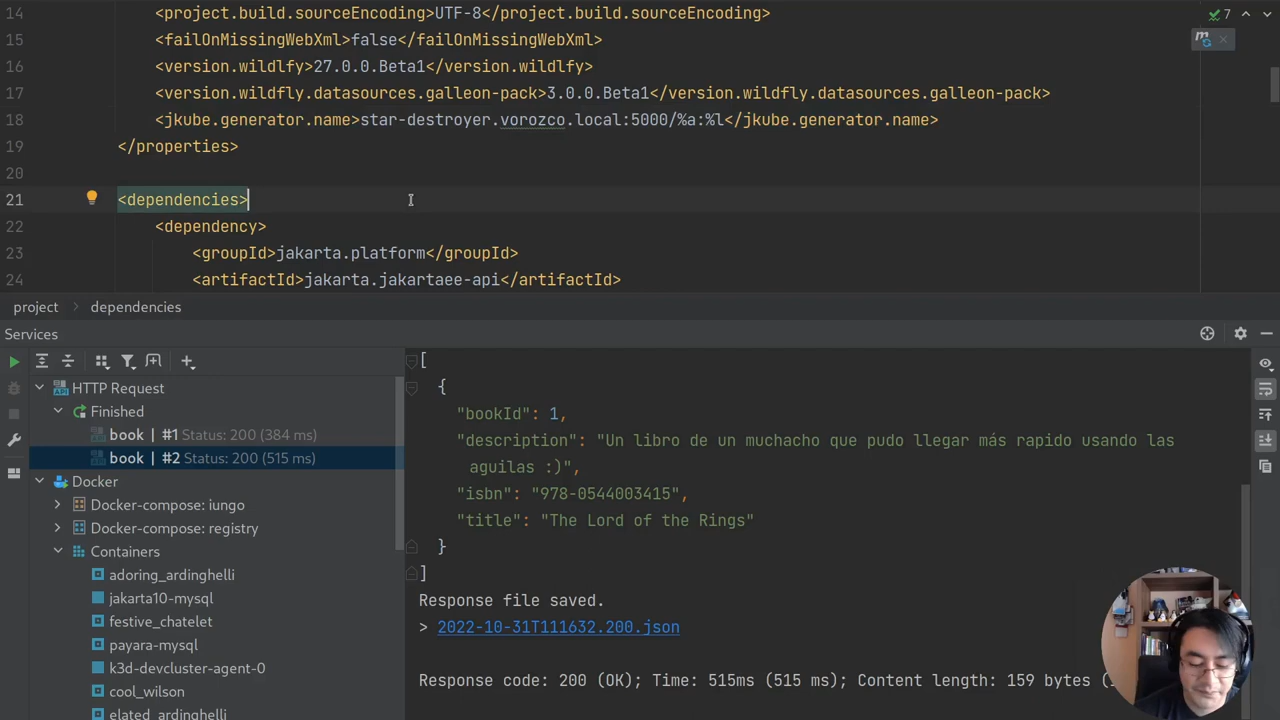 14 <project.build.sourceEncoding>UTF-8</project.build.sourceEncoding>
7
15 <failOnMissingWebXml>false</failOnMissingWebXml>
16 <version.wildlfy>27.0.0.Beta1</version.wildlfy>
17 <version.wildfly.datasources.galleon-pack>3.0.0.Beta1</version.wildfly.datasources.galleon-pack>
18 <jkube.generator.name>star-destroyer.vorozco.local:5000/%a:%l</jkube.generator.name>
19 </properties>
20
21 <dependencies>
22 <dependency>
23 <groupId>jakarta.platform</groupId>
24 <artifactId>jakarta.jakartaee-api</artifactId>
project > dependencies
Services
HTTP Request
Finished
book | #1 Status: 200 (384 ms)
book | #2 Status: 200 (515 ms)
Docker
Docker-compose: iungo
Docker-compose: registry
Containers
adoring_ardinghelli
jakarta10-mysql
festive_chatelet
payara-mysql
k3d-devcluster-agent-0
cool_wilson
elated_ardinghelli
[
{
"bookId": 1,
"description": "Un libro de un muchacho que pudo llegar más rapido usando las
aguilas :)",
"isbn": "978-0544003415",
"title": "The Lord of the Rings"
}
]
Response file saved.
> 2022-10-31T111632.200.json
Response code: 200 (OK); Time: 515ms (515 ms); Content length: 159 bytes (